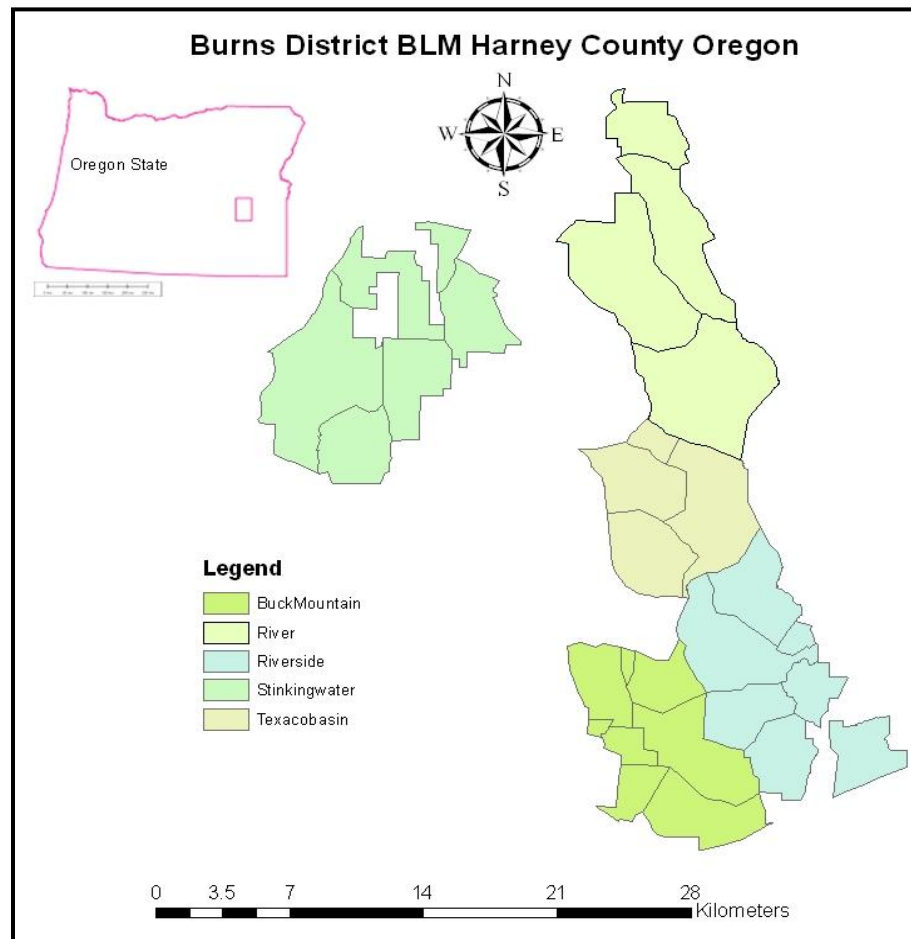 Burns District BLM Harney County Oregon
N
W E
S
Oregon State
Legend
BuckMountain
River
Riverside
Stinkingwater
Texacobasin
0 3.5 7 14 21 28
Kilometers